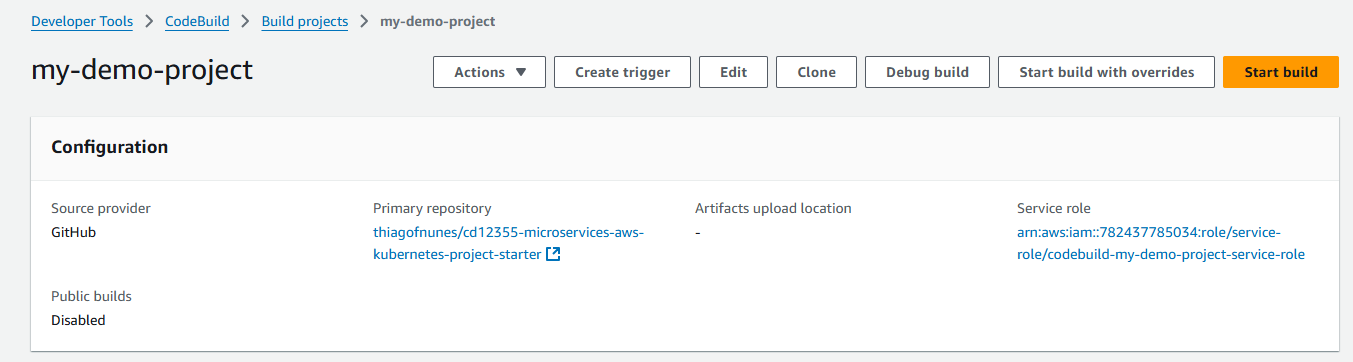 Developer Tools > CodeBuild > Build projects > my-demo-project
my-demo-project
Actions ▼ Create trigger Edit Clone Debug build Start build with overrides Start build
Configuration
Source provider
GitHub
Primary repository
thiagofnunes/cd12355-microservices-aws-
kubernetes-project-starter
Artifacts upload location
-
Service role
arn:aws:iam::782437785034:role/service-
role/codebuild-my-demo-project-service-role
Public builds
Disabled